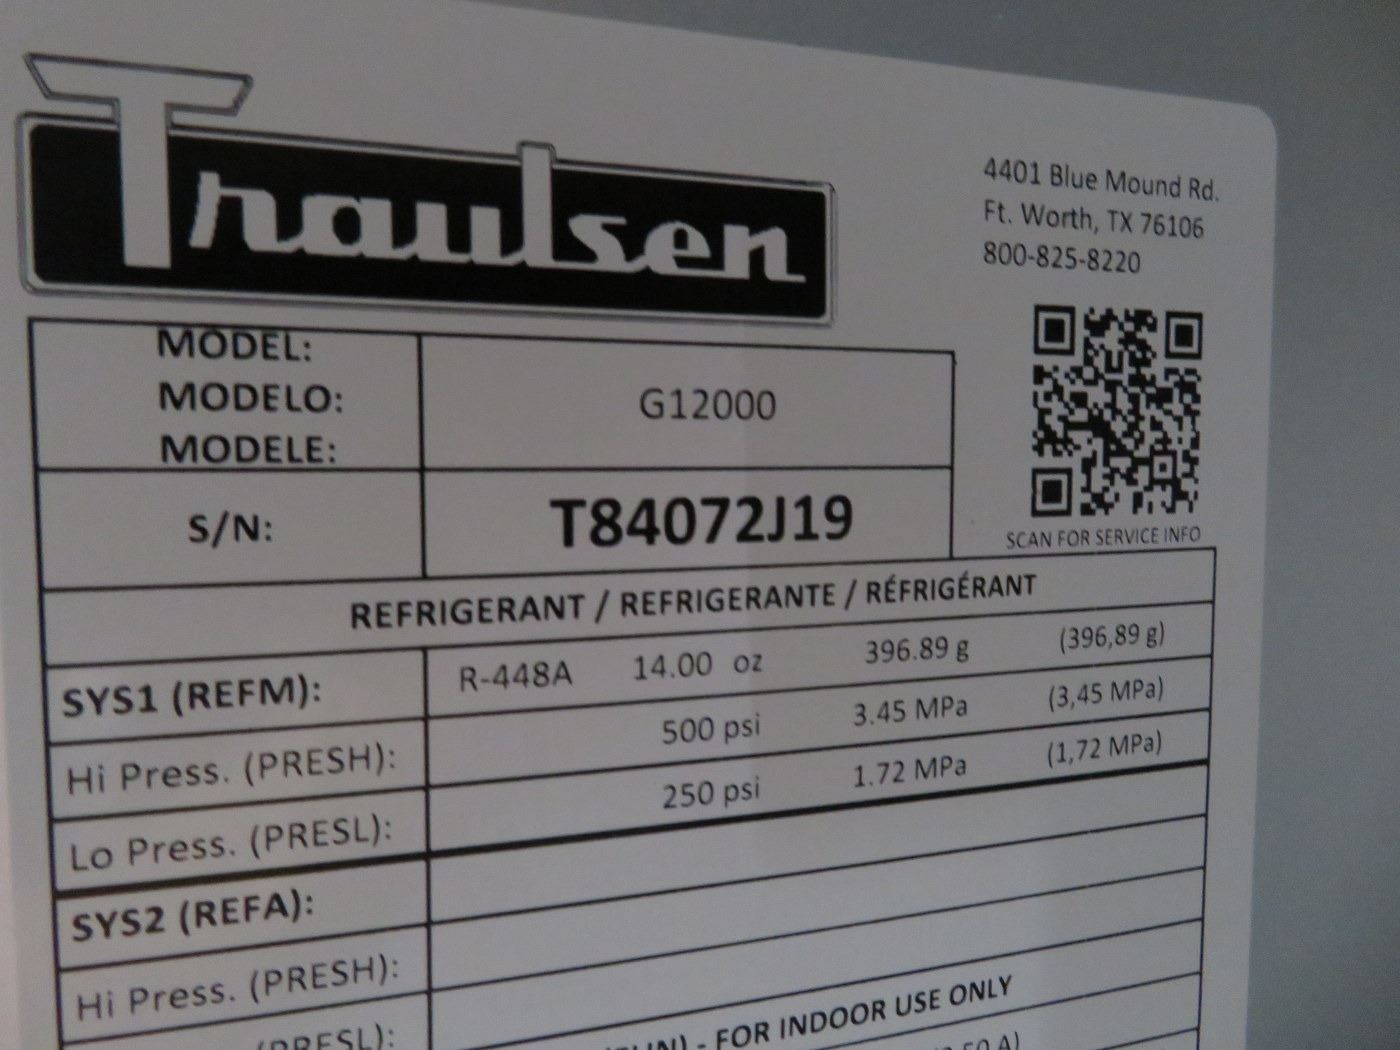 Traulsen
4401 Blue Mound Rd.
Ft. Worth, TX 76106
800-825-8220
MODEL:
MODELO:
MODELE:
G12000
S/N:
T84072J19
SCAN FOR SERVICE INFO
REFRIGERANT / REFRIGERANTE / RÉFRIGÉRANT
SYS1 (REFM): R-448A 14.00 oz 396.89 g (396,89 g)
Hi Press. (PRESH): 500 psi 3.45 MPa (3,45 MPa)
Lo Press. (PRESL): 250 psi 1.72 MPa (1,72 MPa)
SYS2 (REFA):
Hi Press. (PRESH):
(PRESL):
- FOR INDOOR USE ONLY